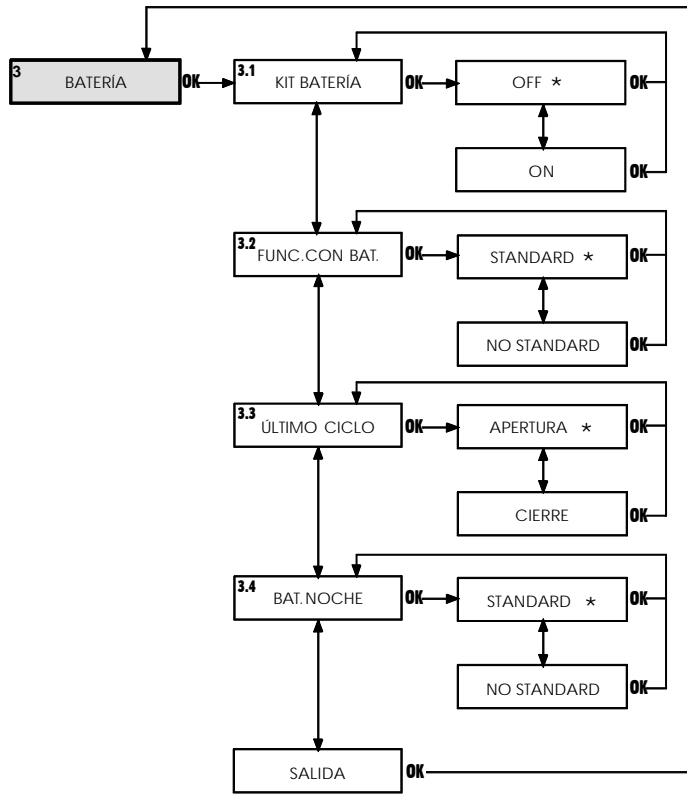 3
BATERÍA
OK
3.1
KIT BATERÍA
OK
OFF *
OK
ON
OK
3.2
FUNC.CON BAT.
OK
STANDARD *
OK
NO STANDARD
OK
3.3
ÚLTIMO CICLO
OK
APERTURA *
OK
CIERRE
OK
3.4
BAT.NOCHE
OK
STANDARD *
OK
NO STANDARD
OK
SALIDA
OK